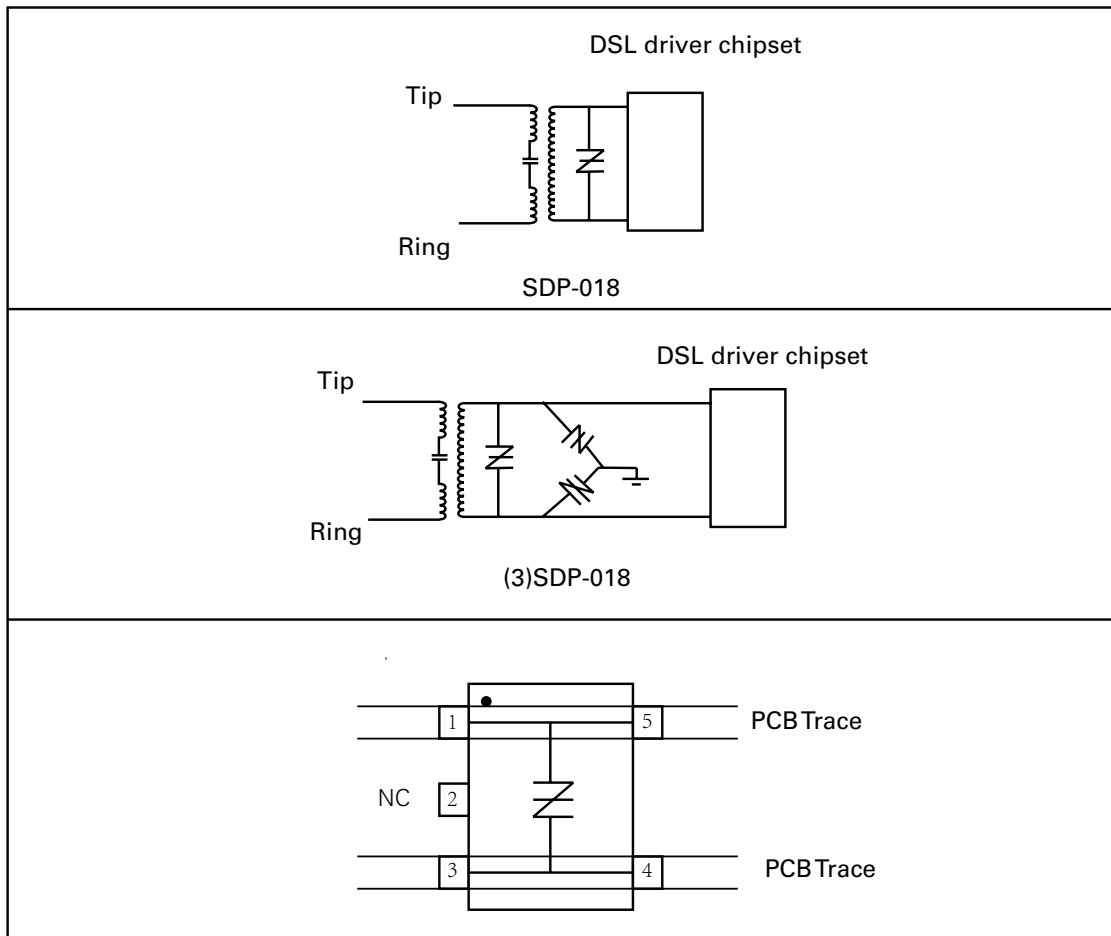 DSL driver chipset
Tip
Ring
SDP-018
DSL driver chipset
Tip
Ring
(3)SDP-018
1
5
PCB Trace
NC
2
3
4
PCB Trace